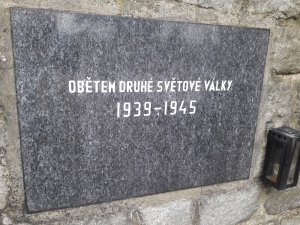 OBĚTEM DRUHÉ SVĚTOVÉ VÁLKY
1939-1945